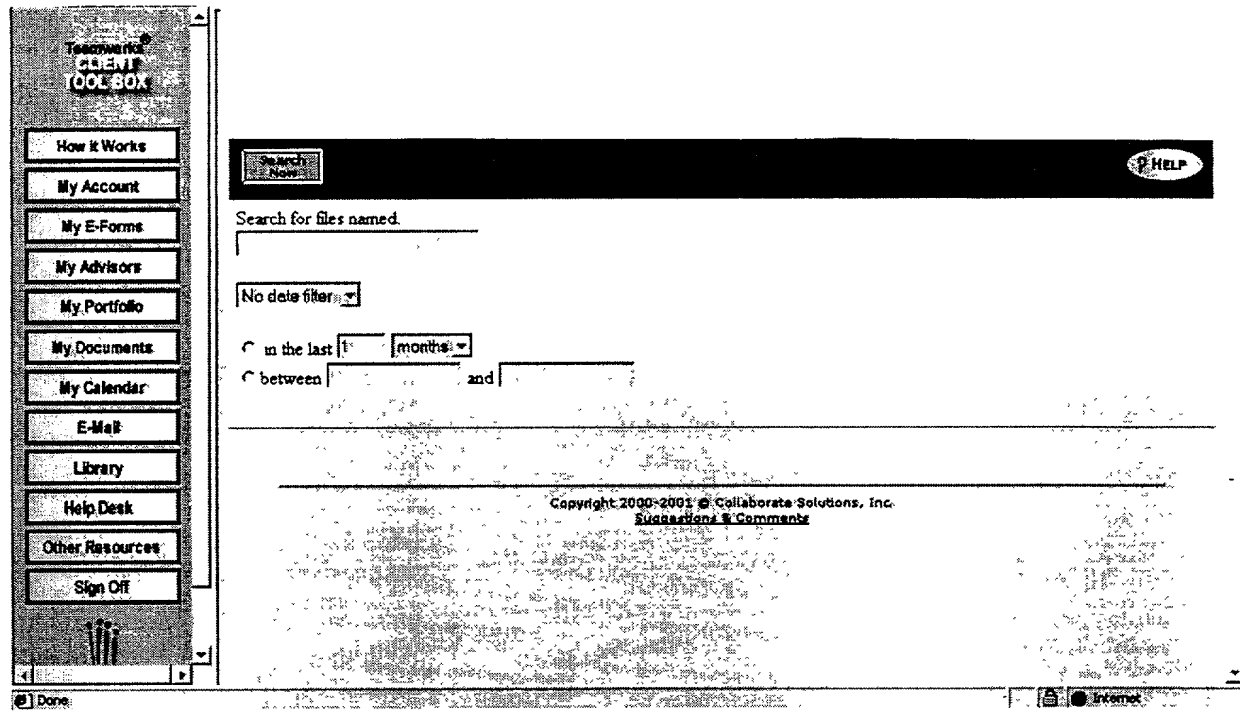 Teamworks®
CLIENT
TOOL BOX
How it Works
My Account
My E-Forms
My Advisors
My Portfolio
My Documents
My Calendar
E-Mail
Library
Help Desk
Other Resources
Sign Off
Search
Now
? HELP
Search for files named.
No date filter
in the last 1 months
between and
Copyright 2000-2001 © Collaborate Solutions, Inc.
Suggestions & Comments
Done
Internet